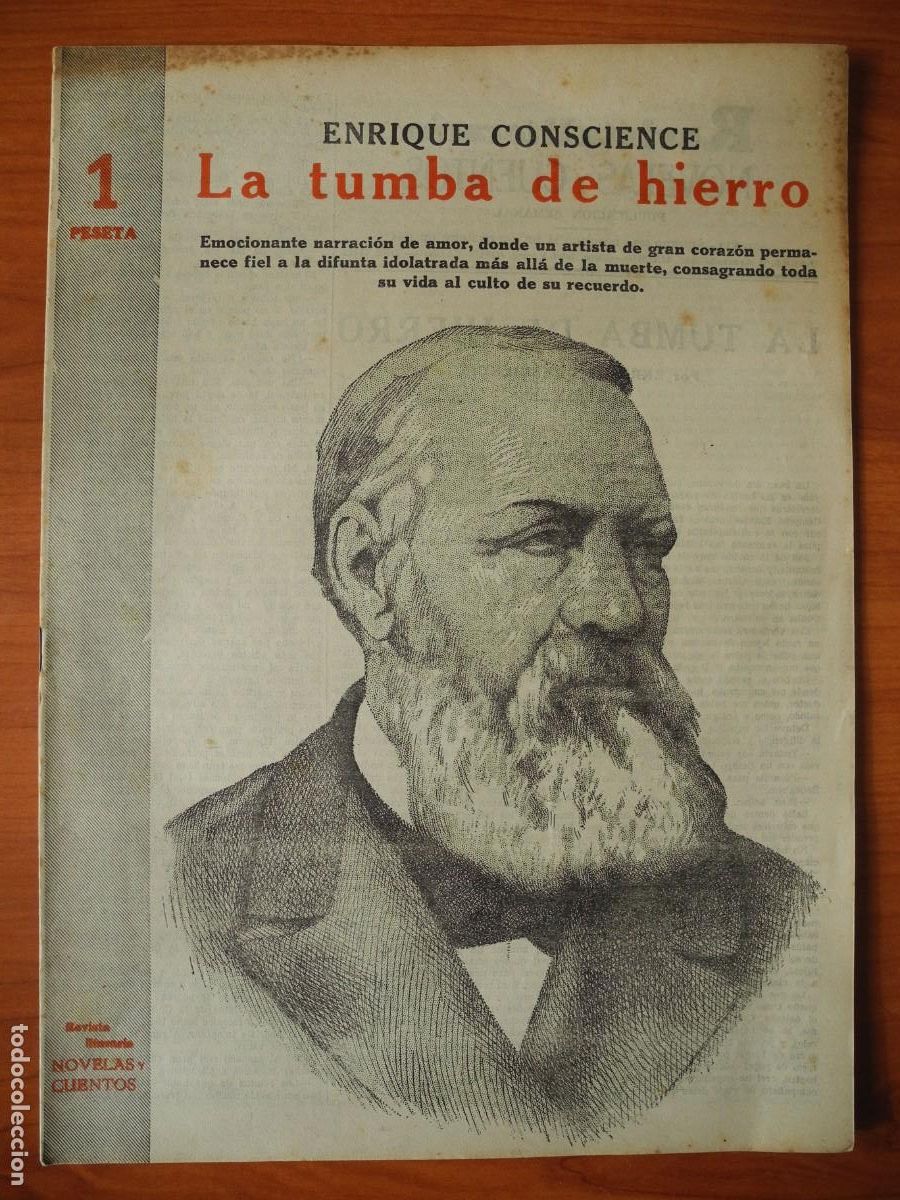 ENRIQUE CONSCIENCE
La tumba de hierro
1
PESETA
Emocionante narración de amor, donde un artista de gran corazón perma-
nece fiel a la difunta idolatrada más allá de la muerte, consagrando toda
su vida al culto de su recuerdo.
Revista
literaria
NOVELAS Y
CUENTOS
todocoleccion